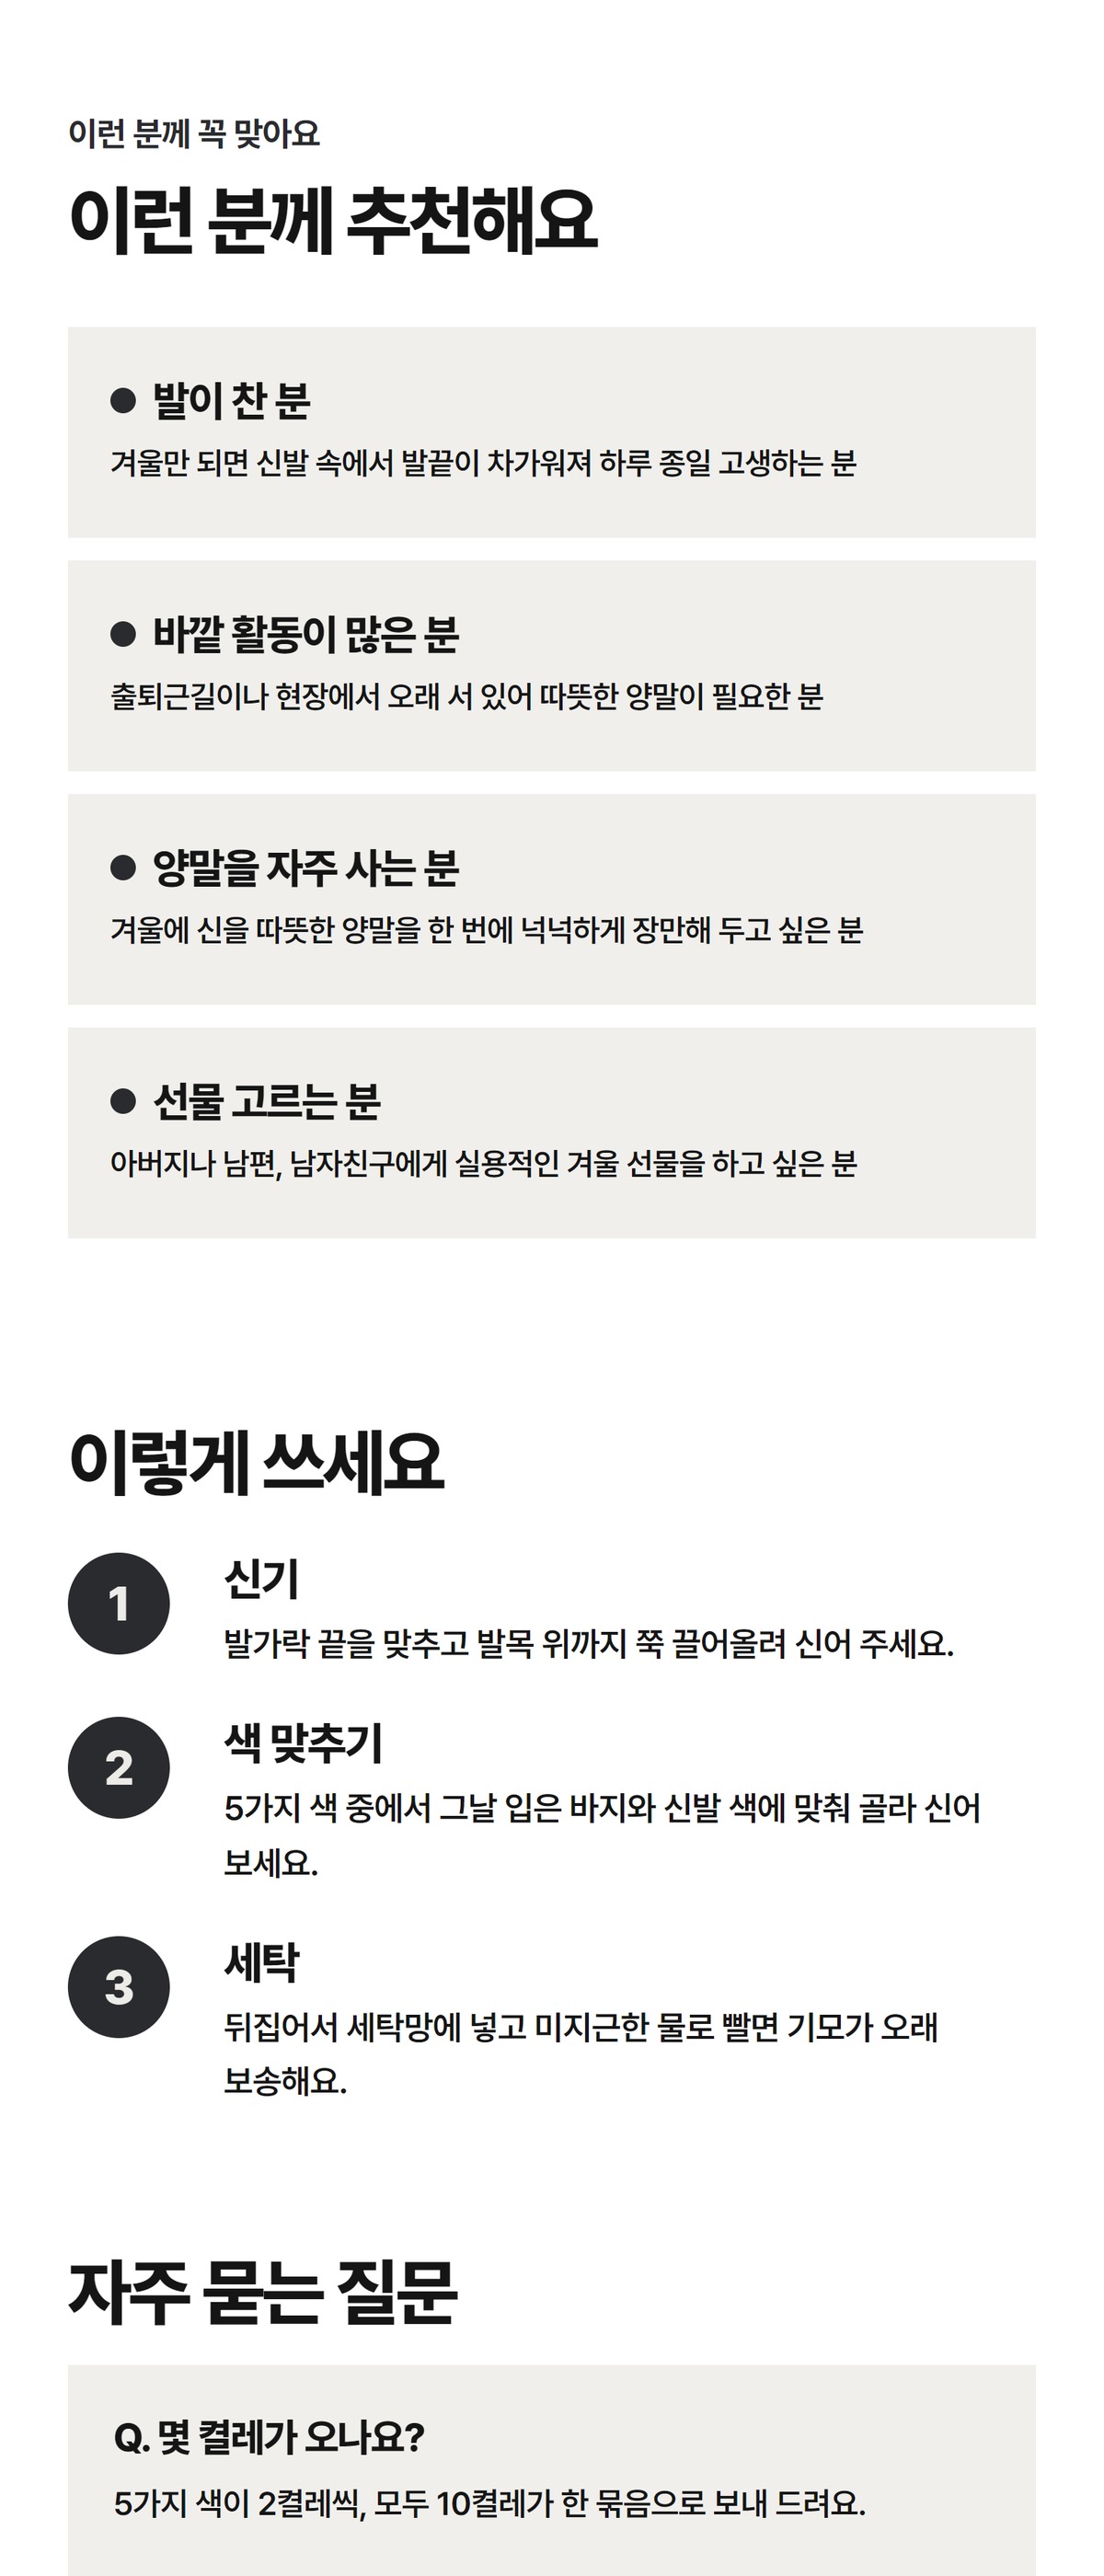 이런 분께 꼭 맞아요
이런 분께 추천해요
발이 찬 분
겨울만 되면 신발 속에서 발끝이 차가워져 하루 종일 고생하는 분
바깥 활동이 많은 분
출퇴근길이나 현장에서 오래 서 있어 따뜻한 양말이 필요한 분
양말을 자주 사는 분
겨울에 신을 따뜻한 양말을 한 번에 넉넉하게 장만해 두고 싶은 분
선물 고르는 분
아버지나 남편, 남자친구에게 실용적인 겨울 선물을 하고 싶은 분
이렇게 쓰세요
1
신기
발가락 끝을 맞추고 발목 위까지 쭉 끌어올려 신어 주세요.
2
색 맞추기
5가지 색 중에서 그날 입은 바지와 신발 색에 맞춰 골라 신어
보세요.
3
세탁
뒤집어서 세탁망에 넣고 미지근한 물로 빨면 기모가 오래
보송해요.
자주 묻는 질문
Q. 몇 켤레가 오나요?
5가지 색이 2켤레씩, 모두 10켤레가 한 묶음으로 보내 드려요.